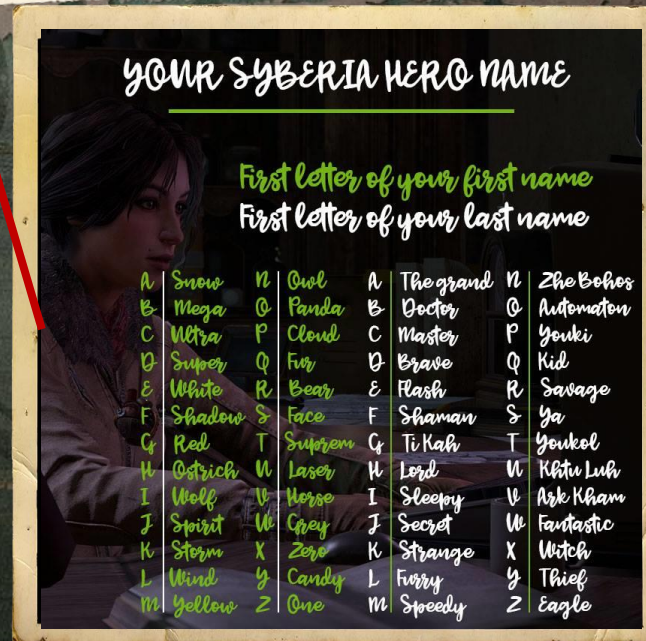 YOUR SYBERIA HERO NAME
First letter of your first name
First letter of your last name
A Snow N Owl A The grand N Zhe Bohos
B Mega O Panda B Doctor O Automaton
C Ultra P Cloud C Master P Youki
D Super Q Fur D Brave Q Kid
E White R Bear E Flash R Savage
F Shadow S Face F Shaman S Ya
G Red T Suprem G Ti Kah T Youkol
H Ostrich U Laser H Lord U Khtu Luh
I Wolf V Horse I Sleepy V Ark Kham
J Spirit W Grey J Secret W Fantastic
K Storm X Zero K Strange X Witch
L Wind Y Candy L Furry Y Thief
M Yellow Z One M Speedy Z Eagle